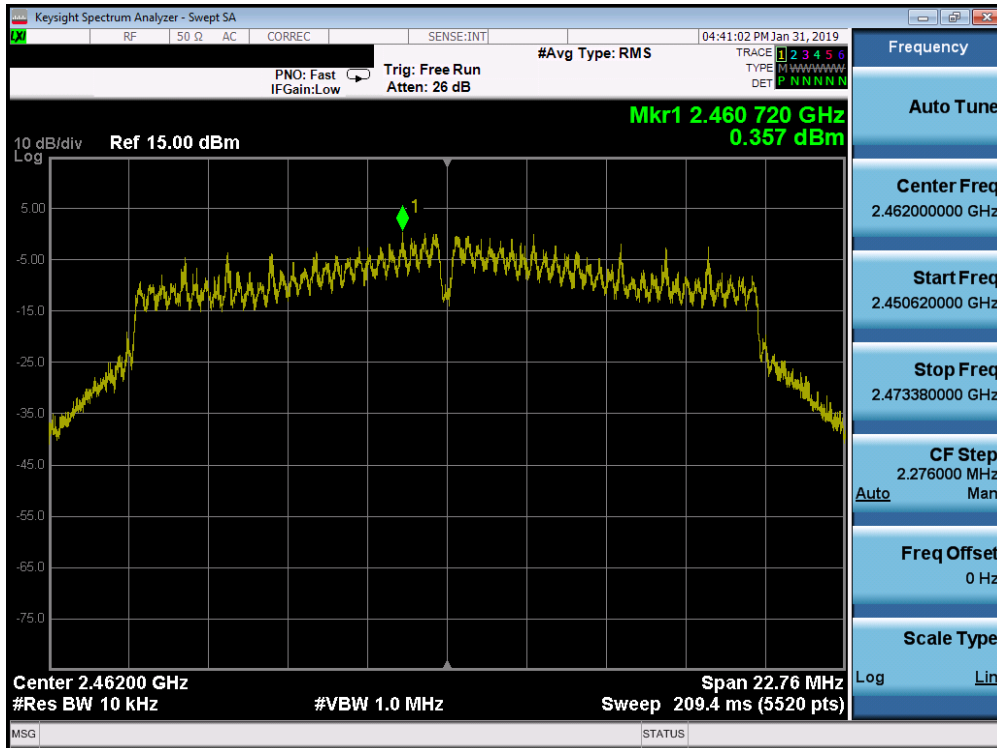 Keysight Spectrum Analyzer - Swept SA
LXI RF 50 Ω AC CORREC SENSE:INT 04:41:02 PM Jan 31, 2019
#Avg Type: RMS TRACE 1 2 3 4 5 6
PNO: Fast Trig: Free Run TYPE M WWWWW
IFGain:Low Atten: 26 dB DET P N N N N N
Mkr1 2.460 720 GHz
0.357 dBm
10 dB/div Ref 15.00 dBm
Log
1
5.00
-5.00
-15.0
-25.0
-35.0
-45.0
-55.0
-65.0
-75.0
Center 2.46200 GHz Span 22.76 MHz
#Res BW 10 kHz #VBW 1.0 MHz Sweep 209.4 ms (5520 pts)
MSG STATUS
Frequency
Auto Tune
Center Freq
2.462000000 GHz
Start Freq
2.450620000 GHz
Stop Freq
2.473380000 GHz
CF Step
2.276000 MHz
Auto Man
Freq Offset
0 Hz
Scale Type
Log Lin